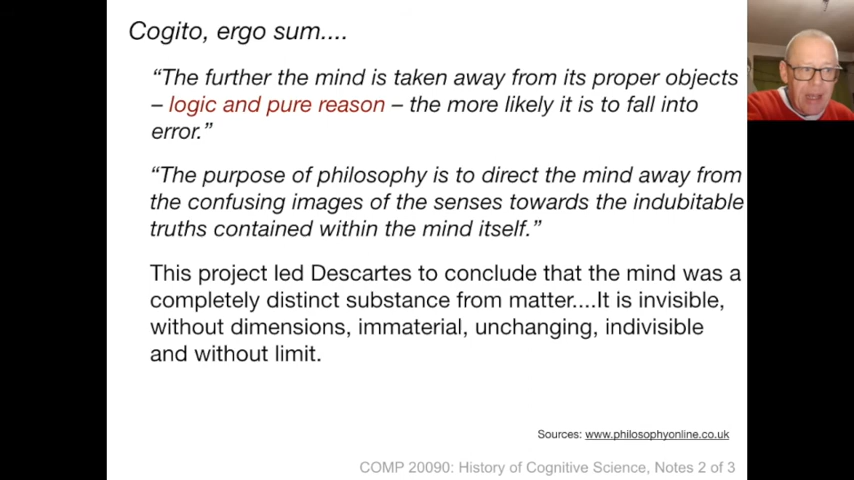 Cogito, ergo sum....
“The further the mind is taken away from its proper objects
– logic and pure reason – the more likely it is to fall into
error.”
“The purpose of philosophy is to direct the mind away from
the confusing images of the senses towards the indubitable
truths contained within the mind itself.”
This project led Descartes to conclude that the mind was a
completely distinct substance from matter....It is invisible,
without dimensions, immaterial, unchanging, indivisible
and without limit.
Sources: www.philosophyonline.co.uk
COMP 20090: History of Cognitive Science, Notes 2 of 3